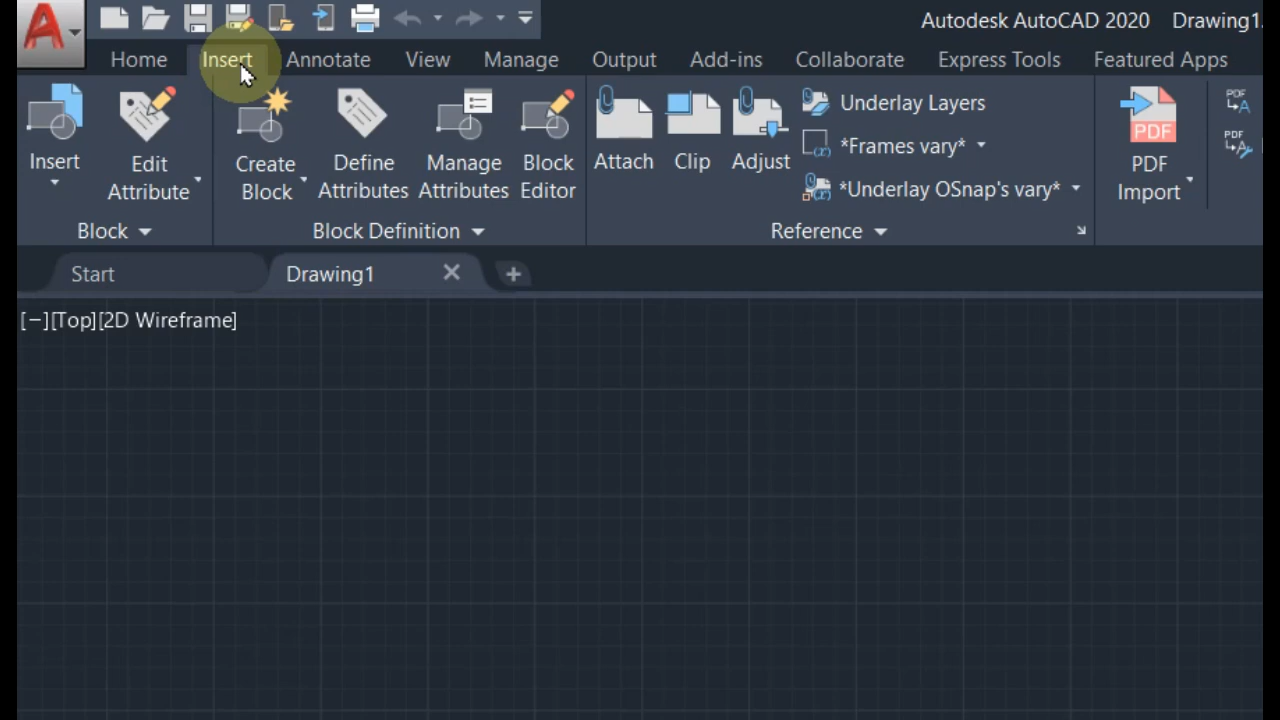 Autodesk AutoCAD 2020 Drawing1.
Home Insert Annotate View Manage Output Add-ins Collaborate Express Tools Featured Apps
Insert
Edit
Attribute
Block
Create
Block
Define
Attributes
Manage
Attributes
Block
Editor
Block Definition
Attach
Clip
Adjust
Underlay Layers
*Frames vary*
*Underlay OSnap's vary*
Reference
PDF
PDF
Import
PDF
PDF
Start
Drawing1
[−][Top][2D Wireframe]